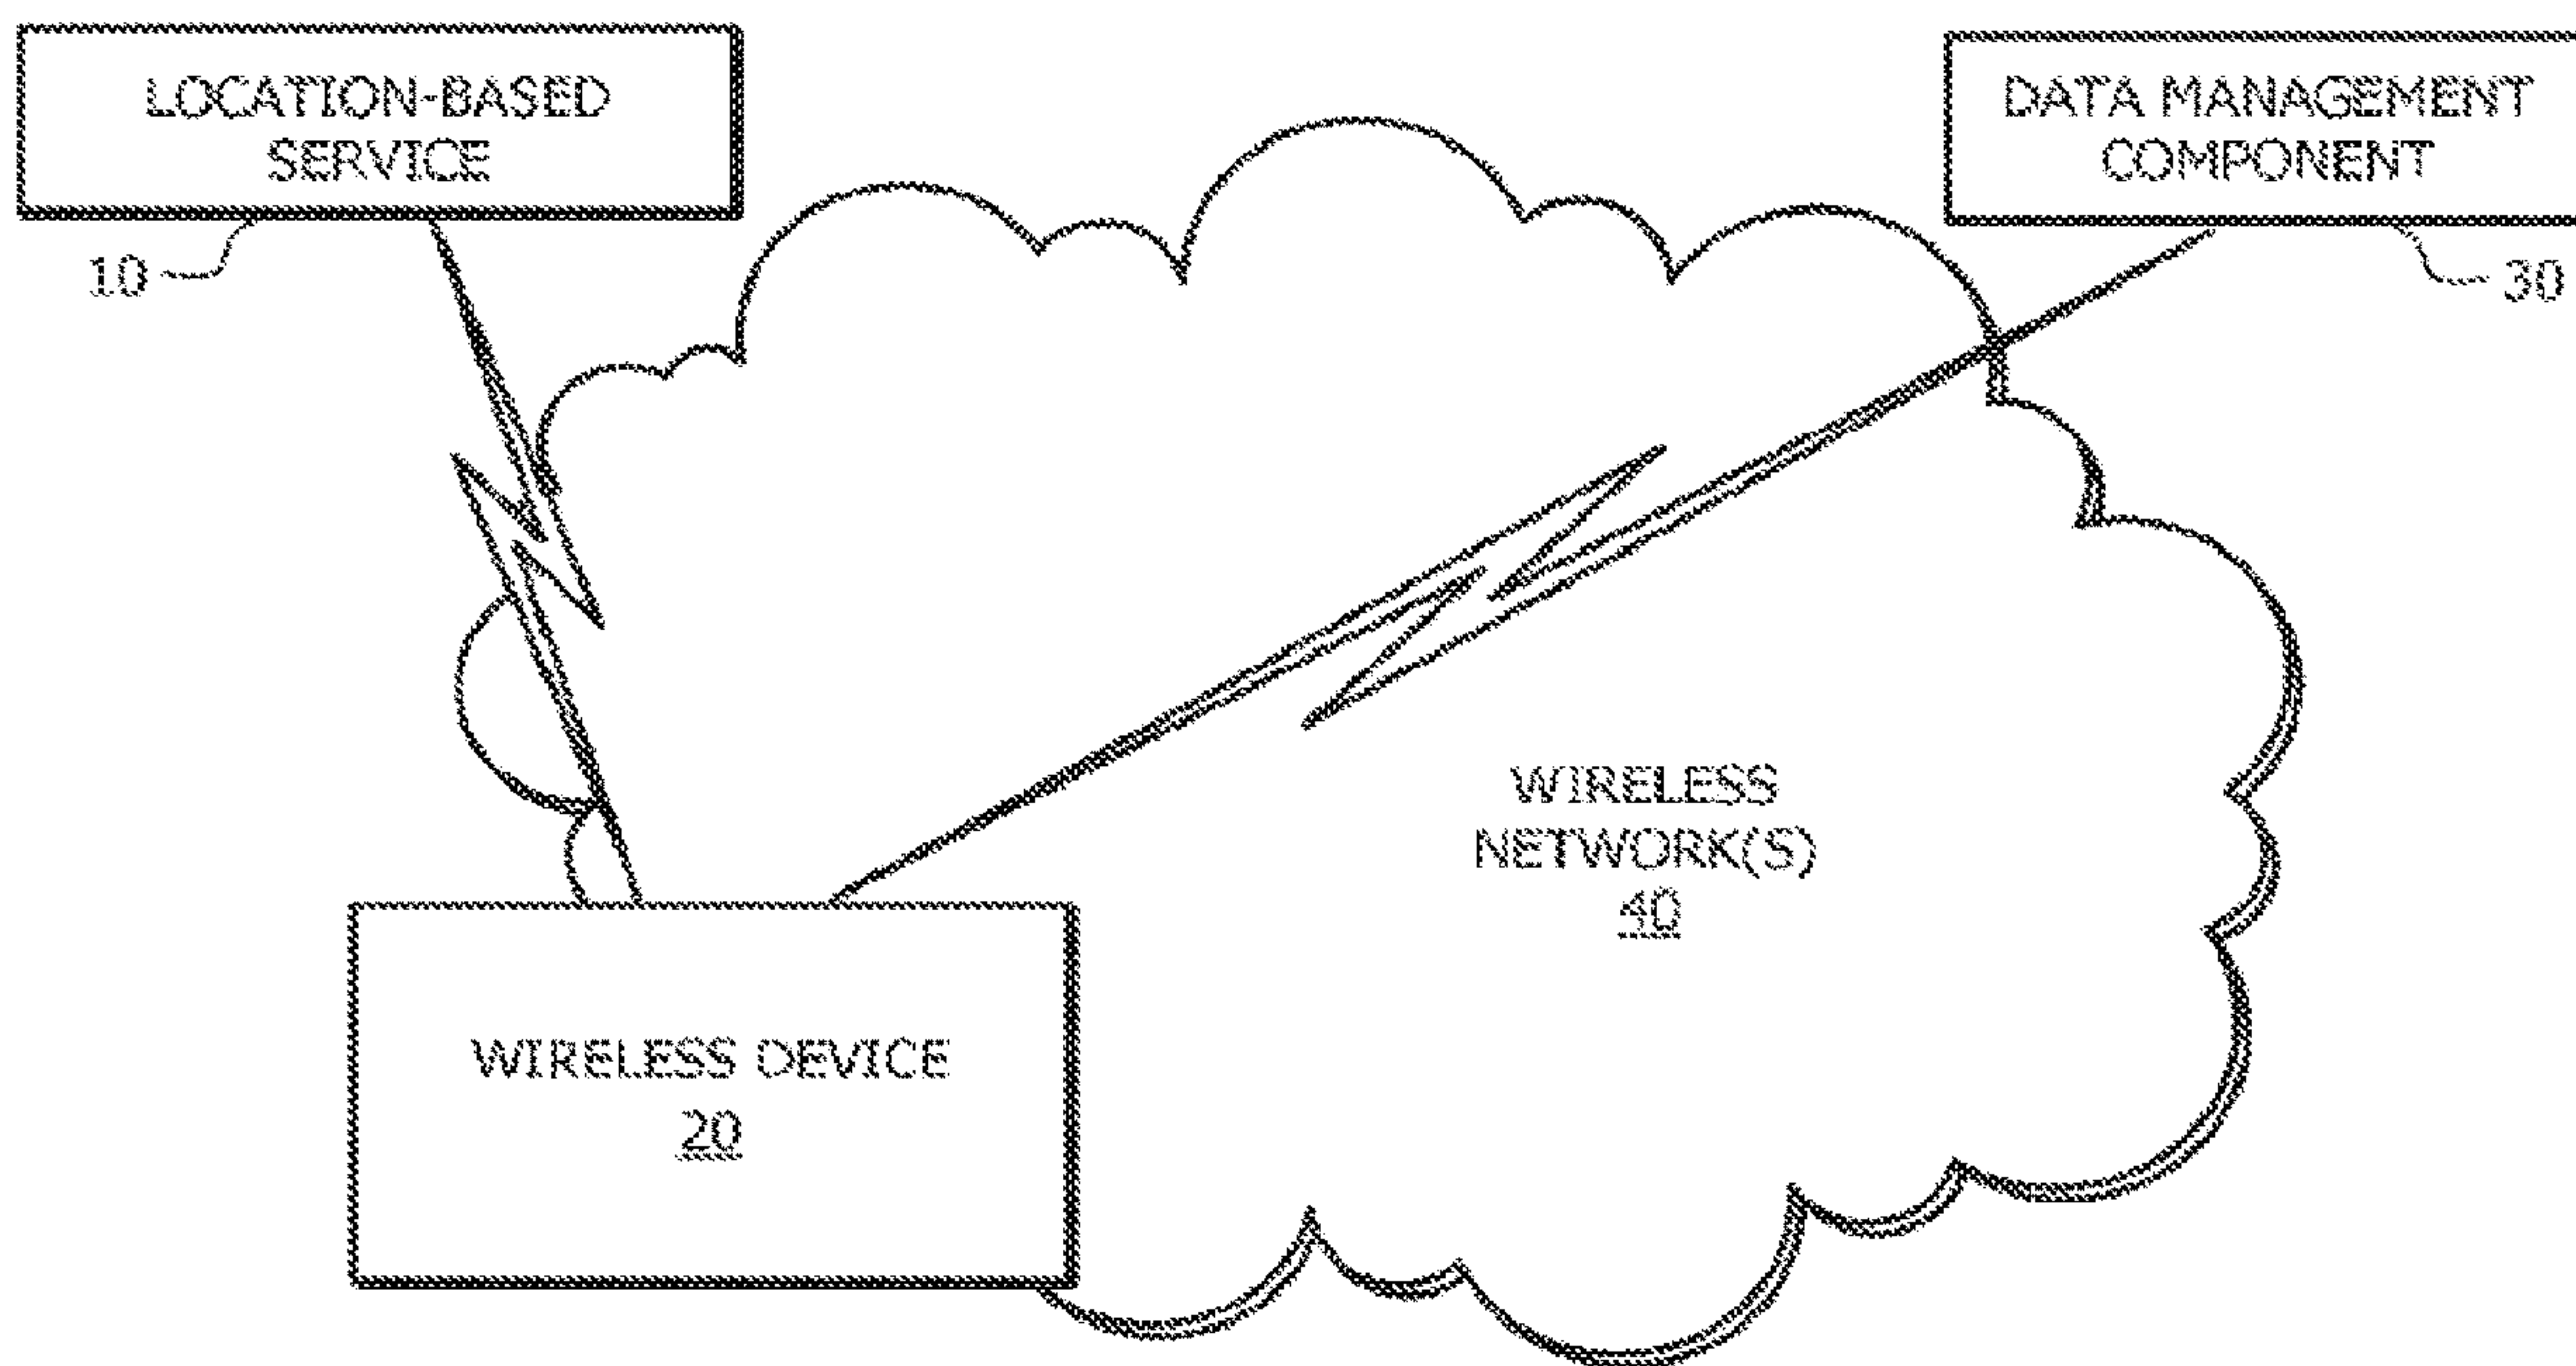 LOCATION-BASED
SERVICE
10
DATA MANAGEMENT
COMPONENT
30
WIRELESS
NETWORK(S)
40
WIRELESS DEVICE
20